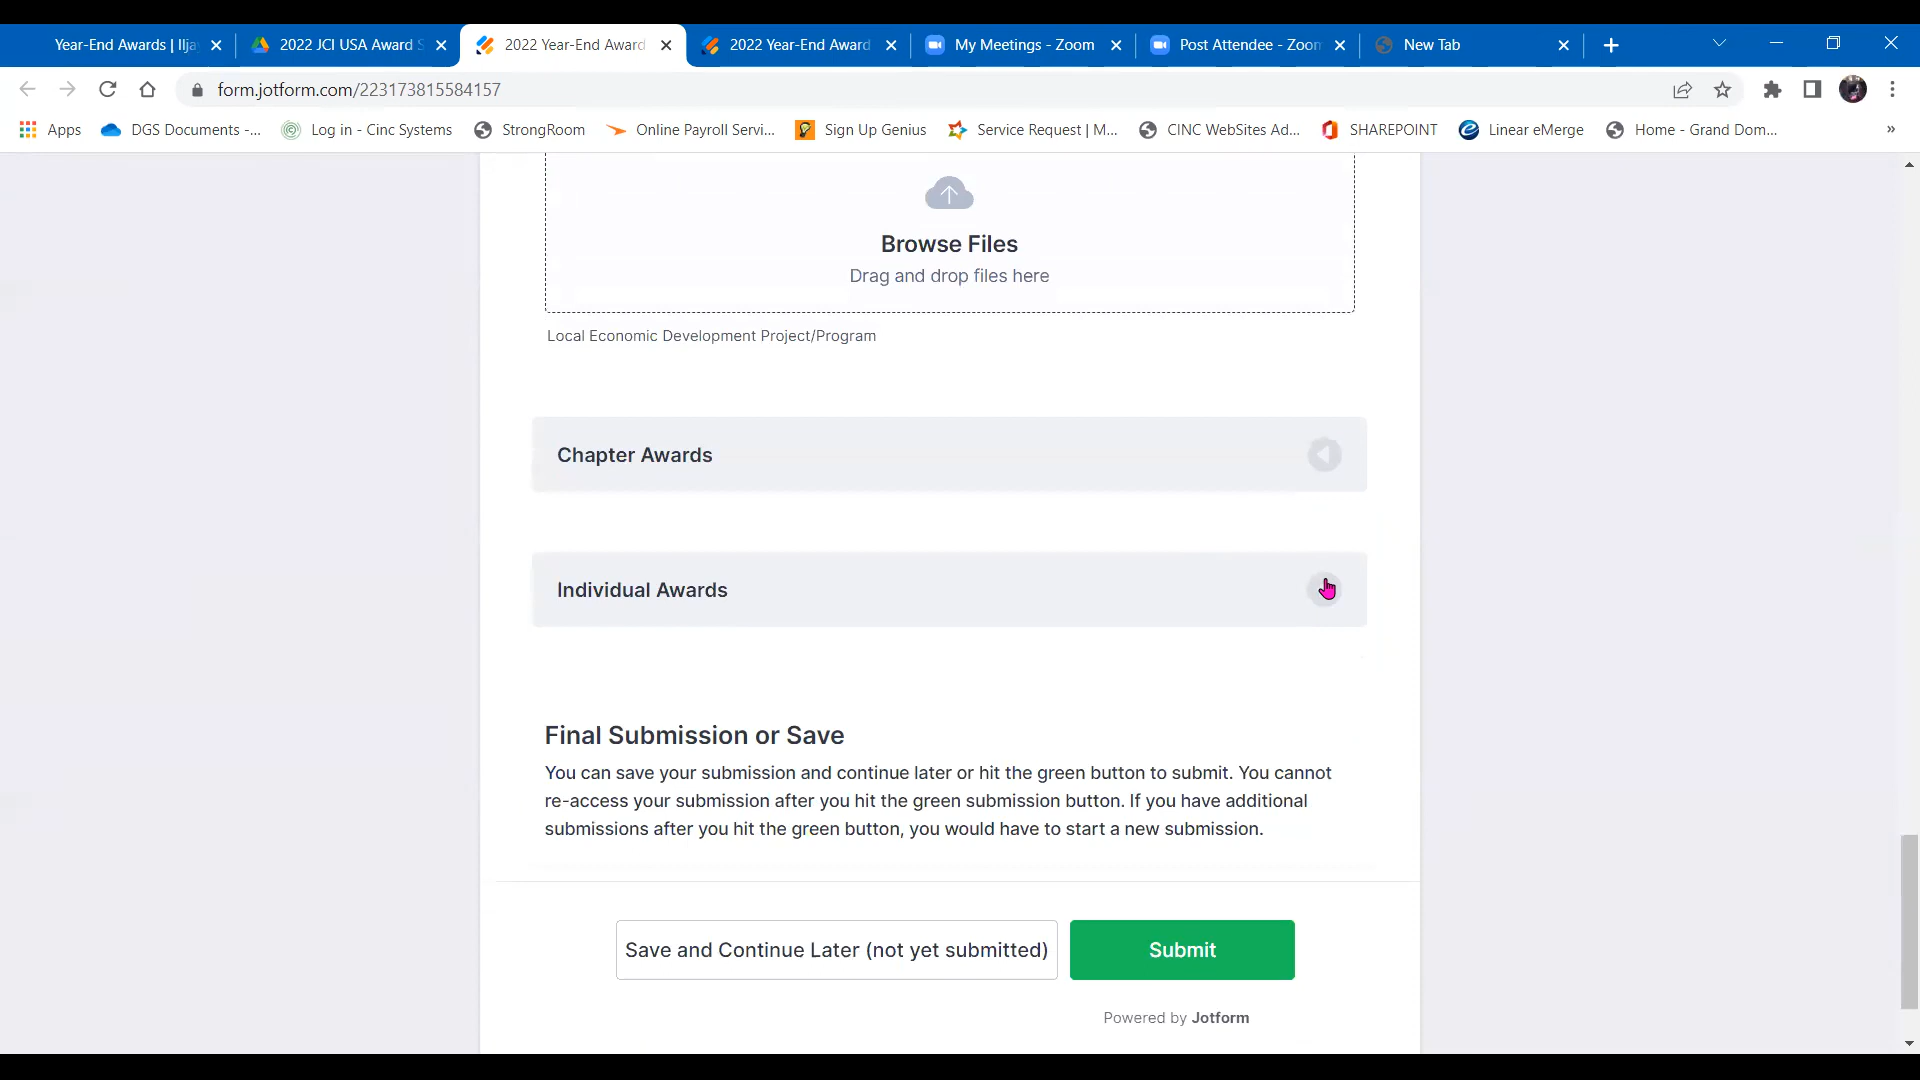 Year-End Awards | Ilja
2022 JCI USA Award S
2022 Year-End Award
2022 Year-End Award
My Meetings - Zoom
Post Attendee - Zoom
New Tab
form.jotform.com/223173815584157
Apps
DGS Documents -...
Log in - Cinc Systems
StrongRoom
Online Payroll Servi...
Sign Up Genius
Service Request | M...
CINC WebSites Ad...
SHAREPOINT
Linear eMerge
Home - Grand Dom...
»
Browse Files
Drag and drop files here
Local Economic Development Project/Program
Chapter Awards
Individual Awards
Final Submission or Save
You can save your submission and continue later or hit the green button to submit. You cannot
re-access your submission after you hit the green submission button. If you have additional
submissions after you hit the green button, you would have to start a new submission.
Save and Continue Later (not yet submitted)
Submit
Powered by Jotform